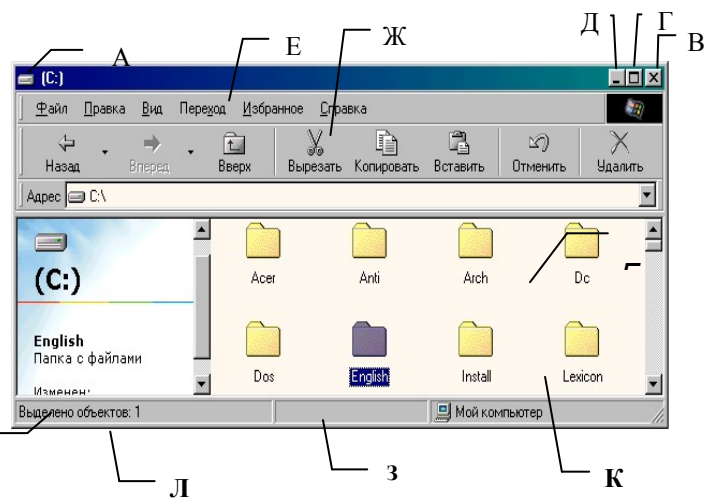 Д Г В
А Е Ж
(C:)
Файл Правка Вид Переход Избранное Справка
Назад Вперед Вверх Вырезать Копировать Вставить Отменить Удалить
Адрес C:\
(C:)
Acer Anti Arch Dc
English
Папка с файлами
Dos English Install Lexicon
Изменен:
Выделено объектов: 1 Мой компьютер
Л З К